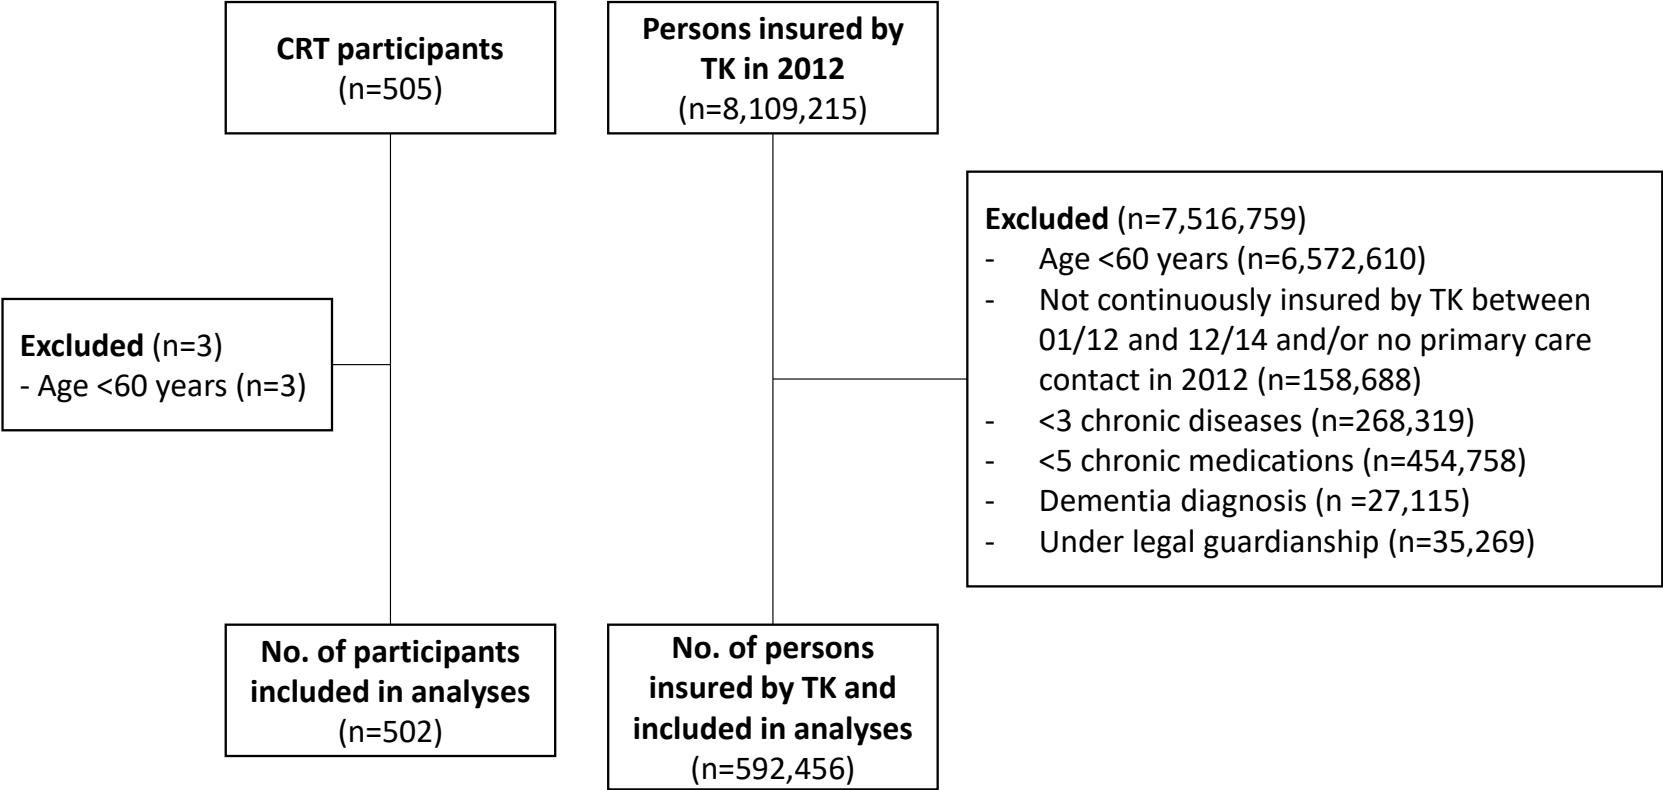 CRT participants
(n=505)
Persons insured by
TK in 2012
(n=8,109,215)
Excluded (n=3)
- Age <60 years (n=3)
Excluded (n=7,516,759)
- Age <60 years (n=6,572,610)
- Not continuously insured by TK between
01/12 and 12/14 and/or no primary care
contact in 2012 (n=158,688)
- <3 chronic diseases (n=268,319)
- <5 chronic medications (n=454,758)
- Dementia diagnosis (n =27,115)
- Under legal guardianship (n=35,269)
No. of participants
included in analyses
(n=502)
No. of persons
insured by TK and
included in analyses
(n=592,456)